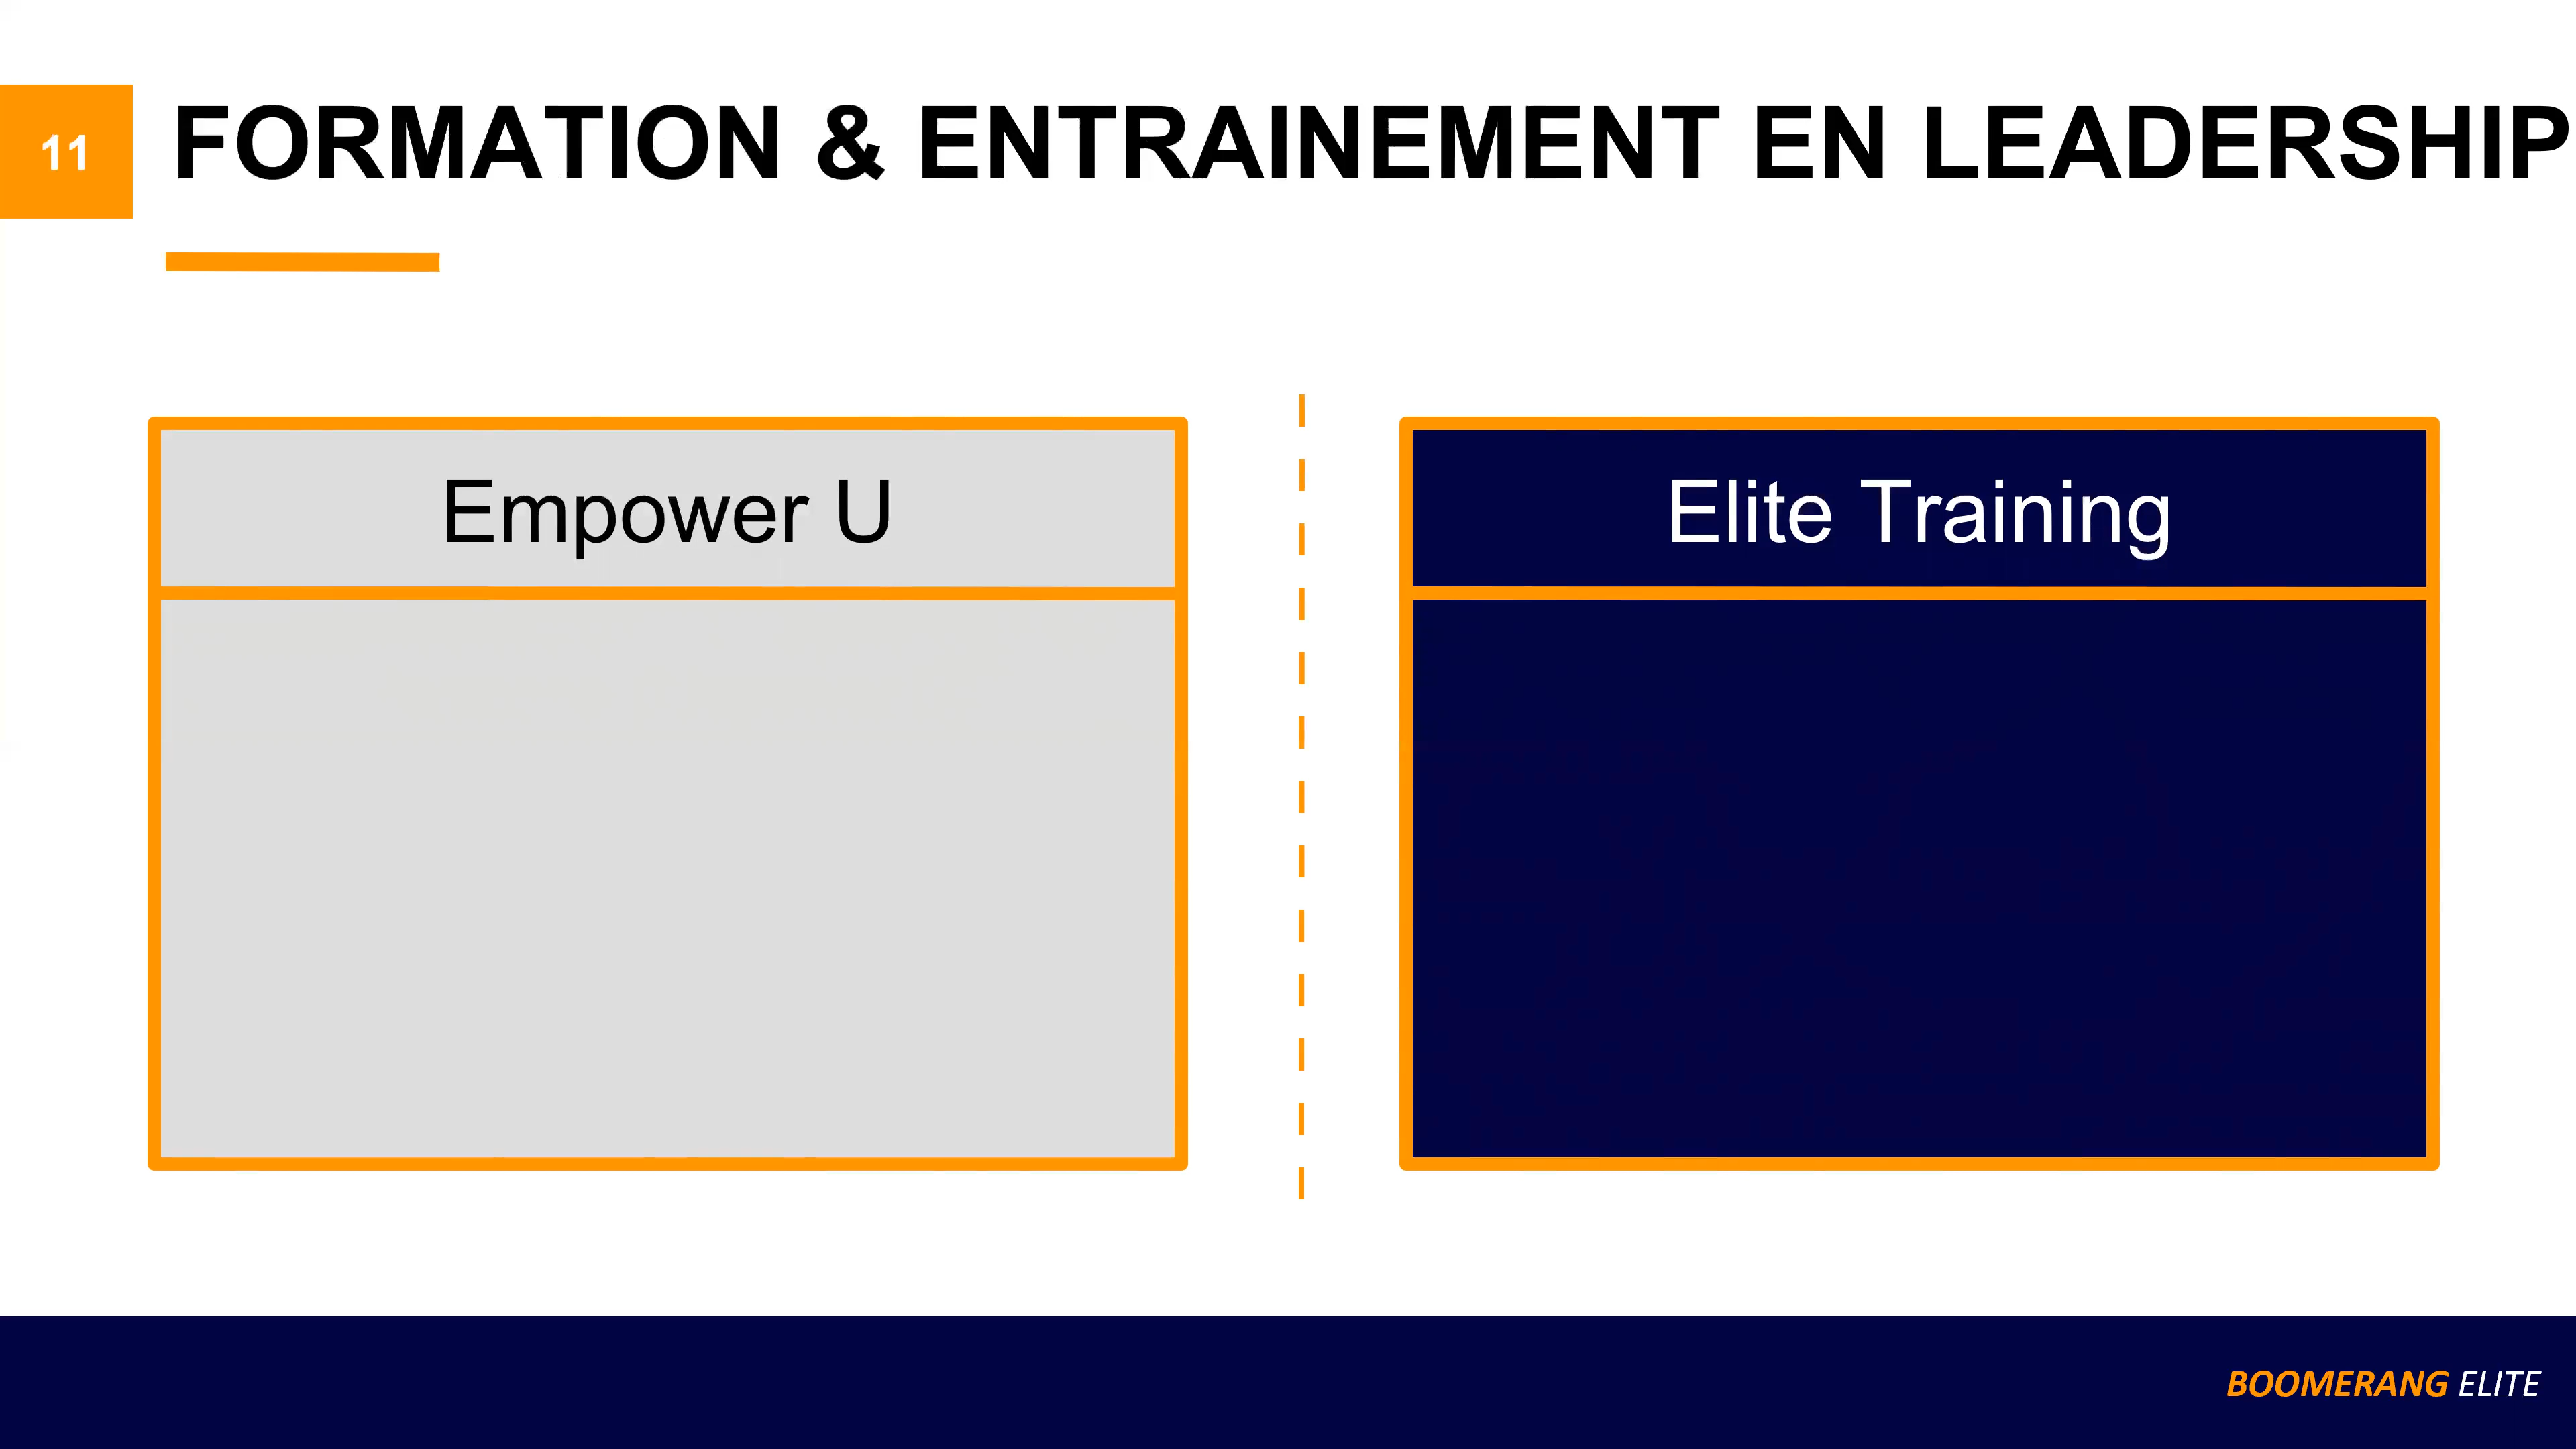 11
FORMATION & ENTRAINEMENT EN LEADERSHIP
Empower U
Elite Training
BOOMERANG ELITE